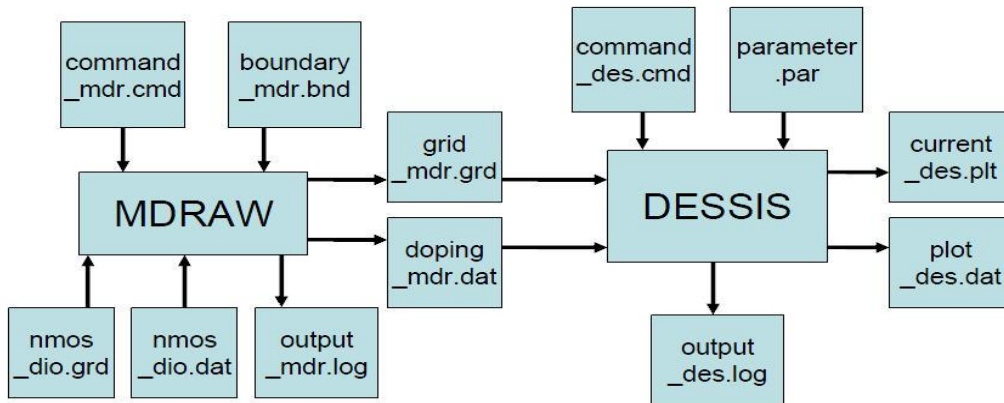 command
_mdr.cmd
boundary
_mdr.bnd
command
_des.cmd
parameter
.par
grid
_mdr.grd
current
_des.plt
MDRAW
DESSIS
doping
_mdr.dat
plot
_des.dat
nmos
_dio.grd
nmos
_dio.dat
output
_mdr.log
output
_des.log